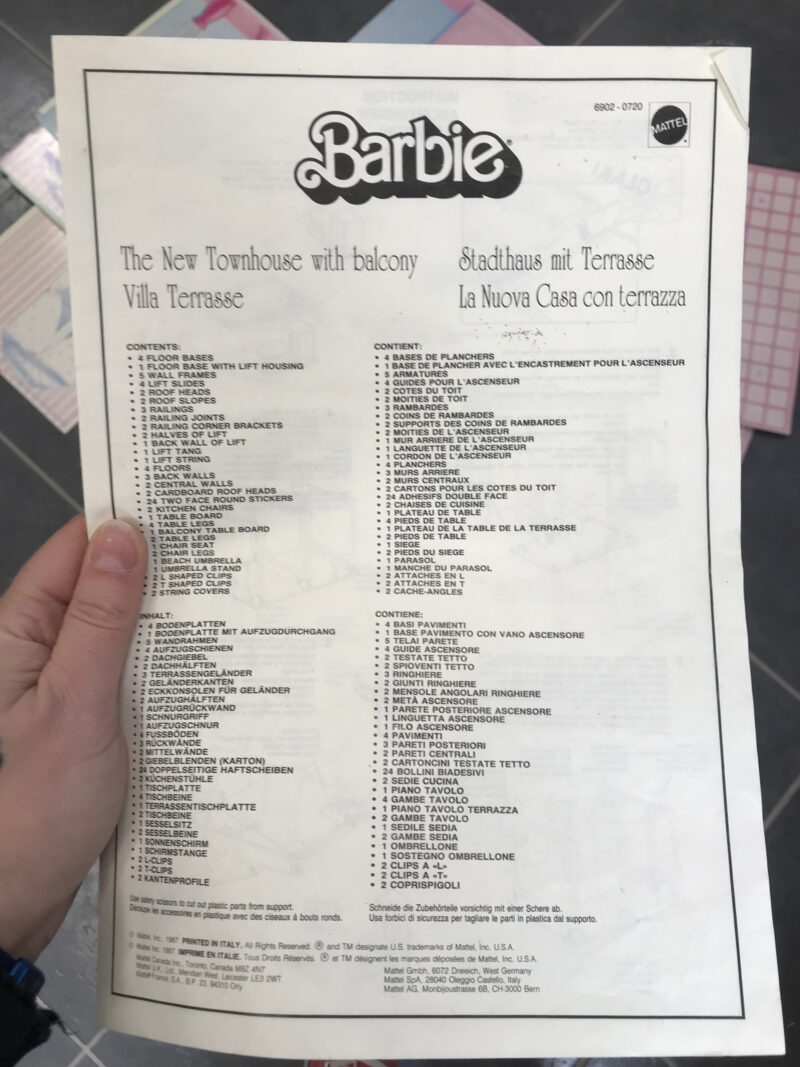 6902 - 0720
MATTEL
Barbie
The New Townhouse with balcony
Villa Terrasse
Stadthaus mit Terrasse
La Nuova Casa con terrazza
CONTENTS:
• 4 FLOOR BASES
• 1 FLOOR BASE WITH LIFT HOUSING
• 5 WALL FRAMES
• 4 LIFT SLIDES
• 2 ROOF HEADS
• 2 ROOF SLOPES
• 3 RAILINGS
• 2 RAILING JOINTS
• 2 RAILING CORNER BRACKETS
• 2 HALVES OF LIFT
• 1 BACK WALL OF LIFT
• 1 LIFT TANG
• 1 LIFT STRING
• 4 FLOORS
• 3 BACK WALLS
• 2 CENTRAL WALLS
• 2 CARDBOARD ROOF HEADS
• 24 TWO FACE ROUND STICKERS
• 2 KITCHEN CHAIRS
• 1 TABLE BOARD
• 4 TABLE LEGS
1 BALCONY TABLE BOARD
2 TABLE LEGS
1 CHAIR SEAT
2 CHAIR LEGS
1 BEACH UMBRELLA
1 UMBRELLA STAND
• 2 L SHAPED CLIPS
• 2 T SHAPED CLIPS
• 2 STRING COVERS
CONTIENT:
• 4 BASES DE PLANCHERS
• 1 BASE DE PLANCHER AVEC L'ENCASTREMENT POUR L'ASCENSEUR
• 5 ARMATURES
• 4 GUIDES POUR L'ASCENSEUR
• 2 COTES DU TOIT
• 2 MOITIES DE TOIT
• 3 RAMBARDES
• 2 COINS DE RAMBARDES
• 2 SUPPORTS DES COINS DE RAMBARDES
• 2 MOITIES DE L'ASCENSEUR
• 1 MUR ARRIERE DE L'ASCENSEUR
• 1 LANGUETTE DE L'ASCENSEUR
• 1 CORDON DE L'ASCENSEUR
• 4 PLANCHERS
• 3 MURS ARRIERE
• 2 MURS CENTRAUX
• 2 CARTONS POUR LES COTES DU TOIT
• 24 ADHESIFS DOUBLE FACE
• 2 CHAISES DE CUISINE
• 1 PLATEAU DE TABLE
• 4 PIEDS DE TABLE
• 1 PLATEAU DE LA TABLE DE LA TERRASSE
• 2 PIEDS DE TABLE
• 1 SIEGE
• 2 PIEDS DU SIEGE
• 1 PARASOL
• 1 MANCHE DU PARASOL
• 2 ATTACHES EN L
• 2 ATTACHES EN T
• 2 CACHE-ANGLES
INHALT:
• 4 BODENPLATTEN
• 1 BODENPLATTE MIT AUFZUGDURCHGANG
• 5 WANDRAHMEN
• 4 AUFZUGSCHIENEN
• 2 DACHGIEBEL
• 2 DACHHÄLFTEN
• 3 TERRASSENGELÄNDER
• 2 GELÄNDERKANTEN
• 2 ECKKONSOLEN FÜR GELÄNDER
• 2 AUFZUGHÄLFTEN
• 1 AUFZUGRÜCKWAND
• 1 SCHNURGRIFF
• 1 AUFZUGSCHNUR
• 4 FUSSBÖDEN
• 3 RÜCKWÄNDE
• 2 MITTELWÄNDE
• 2 GIEBELBLENDEN (KARTON)
• 24 DOPPELSEITIGE HAFTSCHEIBEN
• 2 KÜCHENSTÜHLE
• 1 TISCHPLATTE
• 4 TISCHBEINE
• 1 TERRASSENTISCHPLATTE
• 2 TISCHBEINE
• 1 SESSELSITZ
• 2 SESSELBEINE
• 1 SONNENSCHIRM
• 1 SCHIRMSTANGE
• 2 L-CLIPS
• 2 T-CLIPS
• 2 KANTENPROFILE
CONTIENE:
• 4 BASI PAVIMENTI
• 1 BASE PAVIMENTO CON VANO ASCENSORE
• 5 TELAI PARETE
• 4 GUIDE ASCENSORE
• 2 TESTATE TETTO
• 2 SPIOVENTI TETTO
• 3 RINGHIERE
• 2 GIUNTI RINGHIERE
• 2 MENSOLE ANGOLARI RINGHIERE
• 2 METÀ ASCENSORE
• 1 PARETE POSTERIORE ASCENSORE
• 1 LINGUETTA ASCENSORE
• 1 FILO ASCENSORE
• 4 PAVIMENTI
• 3 PARETI POSTERIORI
• 2 PARETI CENTRALI
• 2 CARTONCINI TESTATE TETTO
• 24 BOLLINI BIADESIVI
• 2 SEDIE CUCINA
• 1 PIANO TAVOLO
• 4 GAMBE TAVOLO
• 1 PIANO TAVOLO TERRAZZA
• 2 GAMBE TAVOLO
• 1 SEDILE SEDIA
• 2 GAMBE SEDIA
• 1 OMBRELLONE
• 1 SOSTEGNO OMBRELLONE
• 2 CLIPS A «L»
• 2 CLIPS A «T»
• 2 COPRISPIGOLI
Use safety scissors to cut out plastic parts from support.
Découpe les accessoires en plastique avec des ciseaux à bouts ronds.
Schneide die Zubehörteile vorsichtig mit einer Schere ab.
Usa forbici di sicurezza per tagliare le parti in plastica dal supporto.
© Mattel, Inc., 1987. PRINTED IN ITALY. All Rights Reserved. ® and TM designate U.S. trademarks of Mattel, Inc. U.S.A.
© Mattel Inc. 1987. IMPRIME EN ITALIE. Tous Droits Réservés. ® et TM désignent les marques déposées de Mattel, Inc. U.S.A.
Mattel Canada Inc., Toronto, Canada M8Z 4N7
Mattel U.K., Ltd., Meridian West, Leicester LE3 2WT
Mattel-France S.A., B.P. 23, 94310 Orly
Mattel Gmbh, 6072 Dreieich, West Germany
Mattel SpA, 28040 Oleggio Castello, Italy
Mattel AG, Monbijoustrasse 6B, CH-3000 Bern